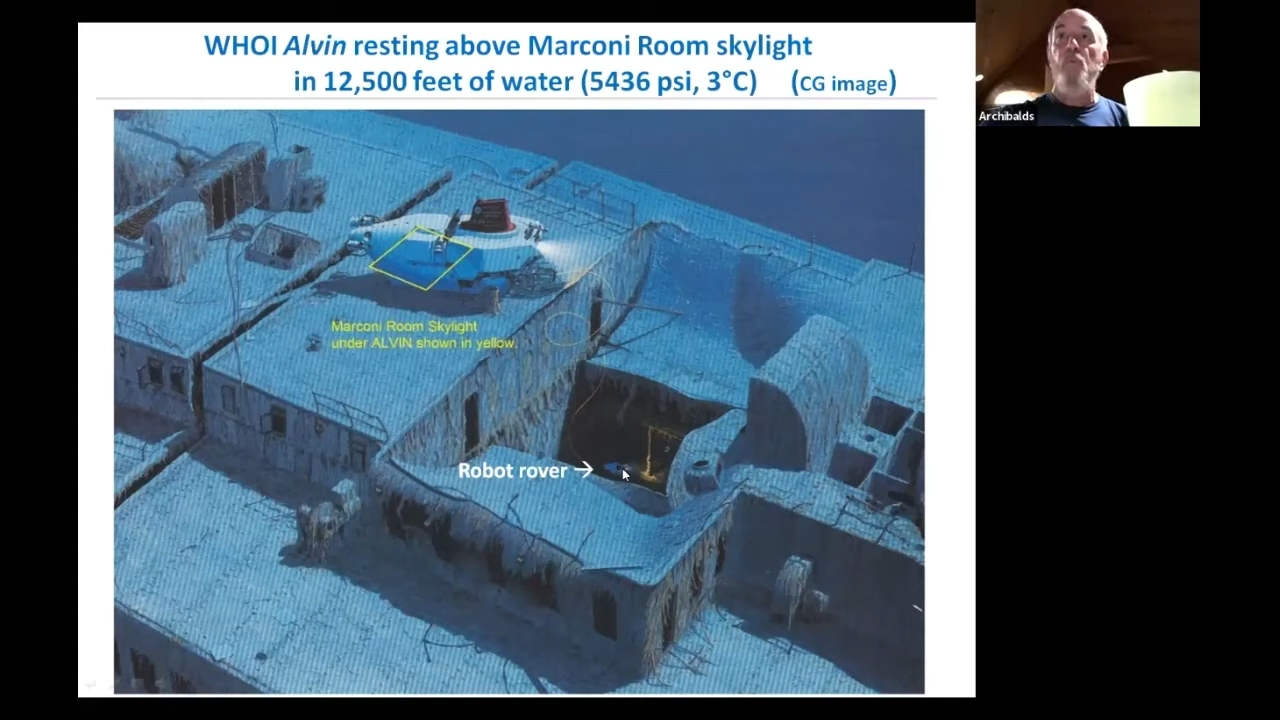 WHOI Alvin resting above Marconi Room skylight
in 12,500 feet of water (5436 psi, 3°C) (CG image)
Archibalds
Marconi Room Skylight
under ALVIN shown in yellow.
Robot rover →